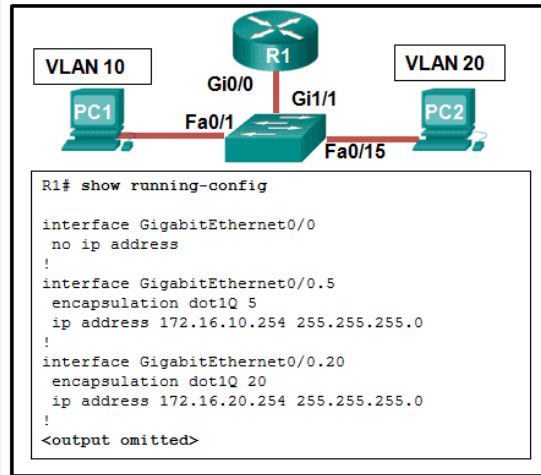 R1
VLAN 10
VLAN 20
Gi0/0
Gi1/1
PC1
PC2
Fa0/1
Fa0/15
R1# show running-config
interface GigabitEthernet0/0
no ip address
!
interface GigabitEthernet0/0.5
encapsulation dot1Q 5
ip address 172.16.10.254 255.255.255.0
!
interface GigabitEthernet0/0.20
encapsulation dot1Q 20
ip address 172.16.20.254 255.255.255.0
!
<output omitted>